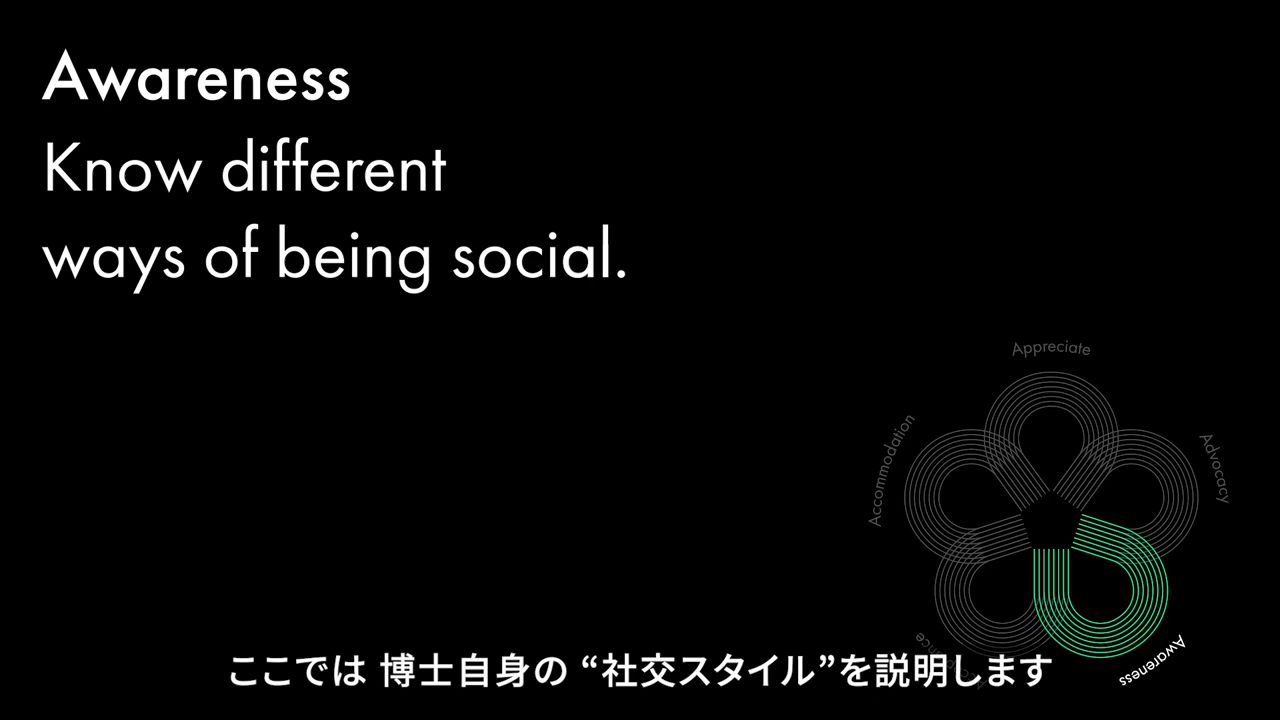 Awareness
Know different
ways of being social.
Appreciate
Accommodation
Advocacy
Awareness
ここでは 博士自身の “社交スタイル”を説明します